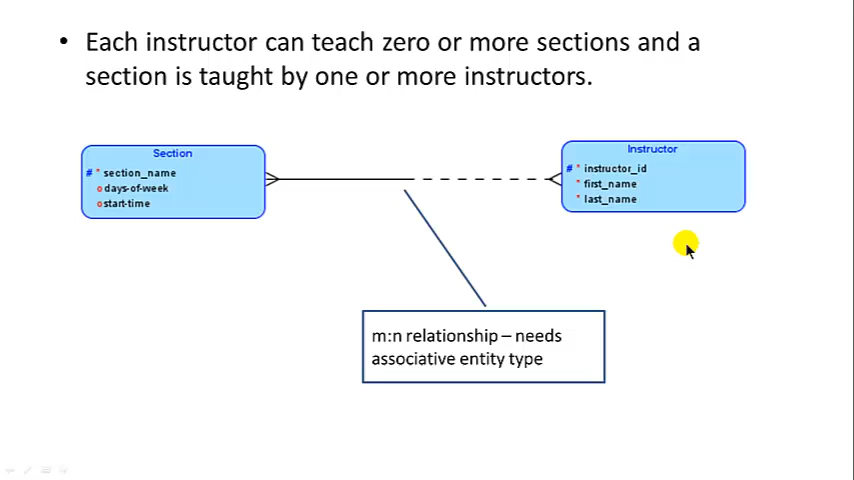 • Each instructor can teach zero or more sections and a
section is taught by one or more instructors.
Section
# * section_name
o days-of-week
o start-time
Instructor
# * instructor_id
* first_name
* last_name
m:n relationship – needs
associative entity type